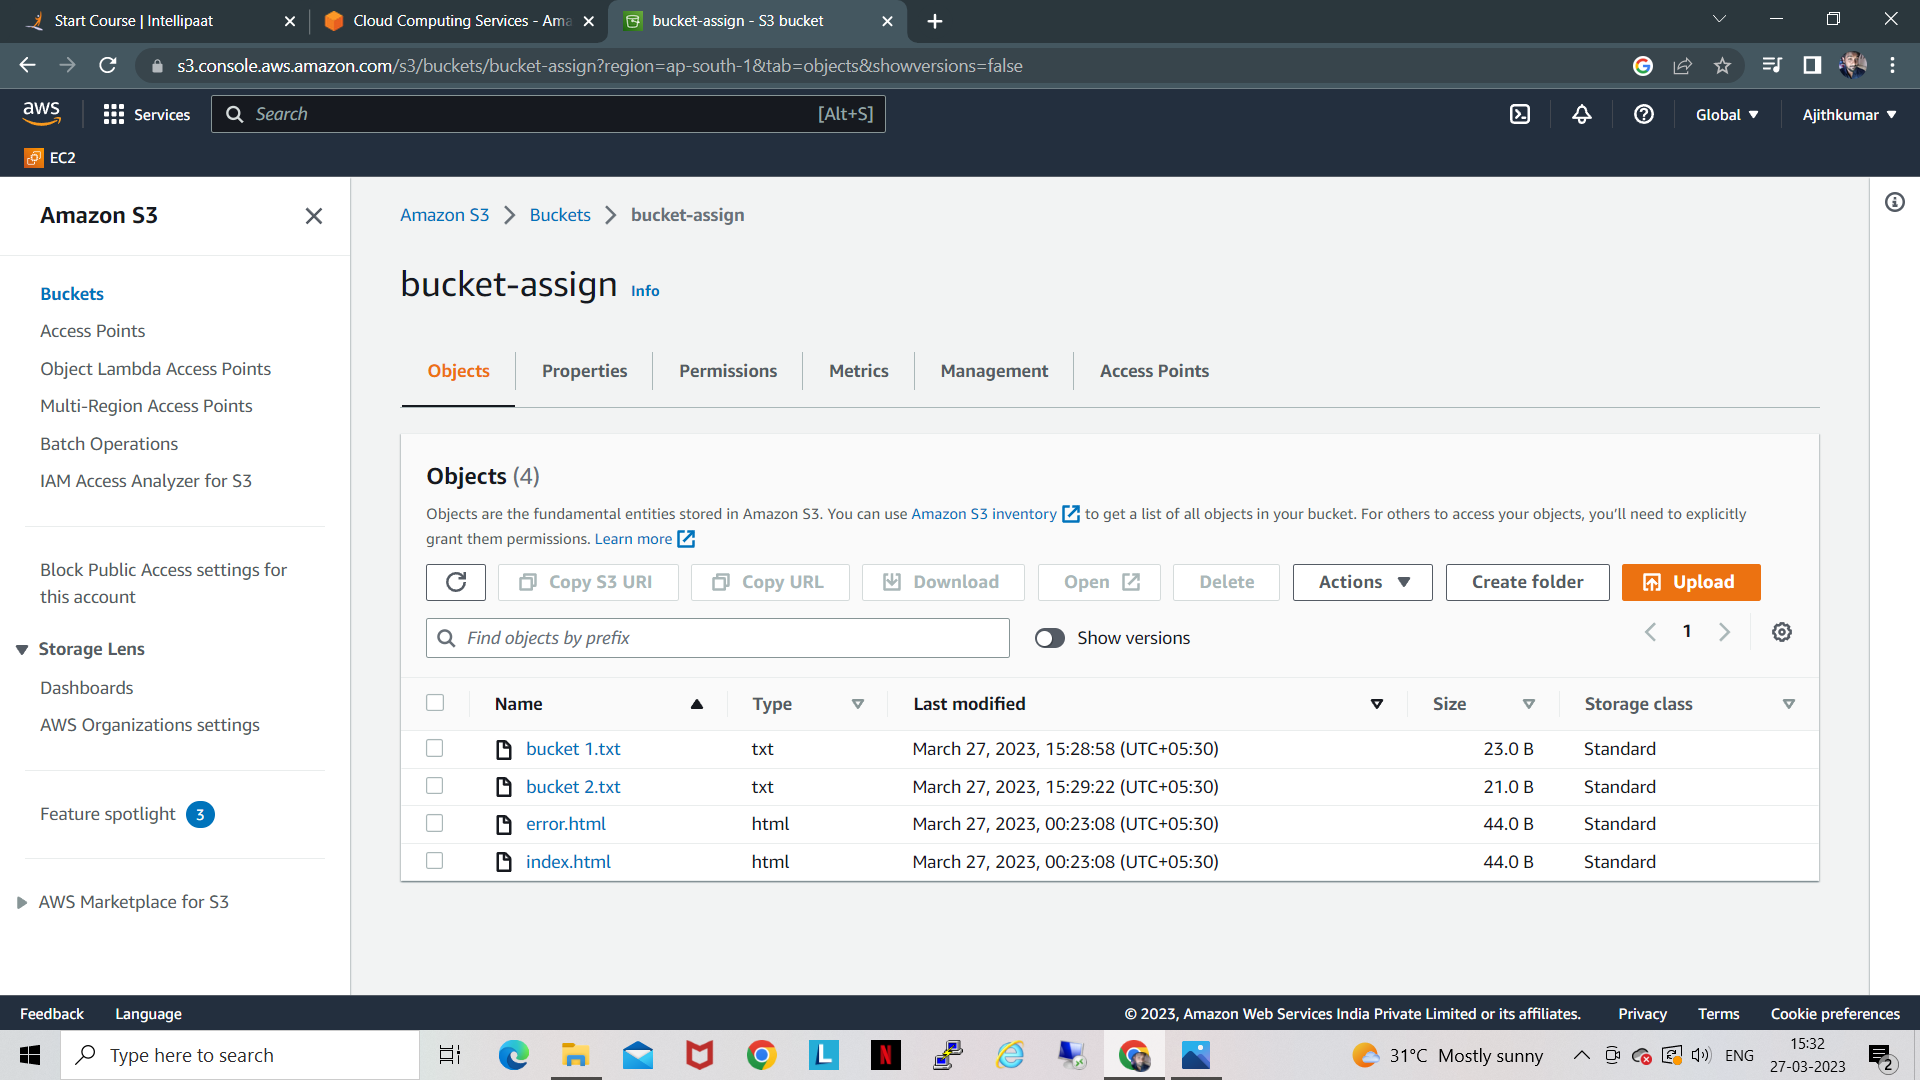 Start Course | Intellipaat
Cloud Computing Services - Ama
bucket-assign - S3 bucket
s3.console.aws.amazon.com/s3/buckets/bucket-assign?region=ap-south-1&tab=objects&showversions=false
aws
Services
Search
[Alt+S]
Global
Ajithkumar
EC2
Amazon S3
Buckets
Access Points
Object Lambda Access Points
Multi-Region Access Points
Batch Operations
IAM Access Analyzer for S3
Block Public Access settings for
this account
Storage Lens
Dashboards
AWS Organizations settings
Feature spotlight 3
AWS Marketplace for S3
Amazon S3 > Buckets > bucket-assign
bucket-assign Info
Objects Properties Permissions Metrics Management Access Points
Objects (4)
Objects are the fundamental entities stored in Amazon S3. You can use Amazon S3 inventory to get a list of all objects in your bucket. For others to access your objects, you’ll need to explicitly
grant them permissions. Learn more
Copy S3 URI Copy URL Download Open Delete Actions Create folder Upload
Find objects by prefix Show versions 1
Name Type Last modified Size Storage class
bucket 1.txt txt March 27, 2023, 15:28:58 (UTC+05:30) 23.0 B Standard
bucket 2.txt txt March 27, 2023, 15:29:22 (UTC+05:30) 21.0 B Standard
error.html html March 27, 2023, 00:23:08 (UTC+05:30) 44.0 B Standard
index.html html March 27, 2023, 00:23:08 (UTC+05:30) 44.0 B Standard
Feedback Language © 2023, Amazon Web Services India Private Limited or its affiliates. Privacy Terms Cookie preferences
Type here to search
L
N
31°C Mostly sunny
ENG
15:32
27-03-2023
2